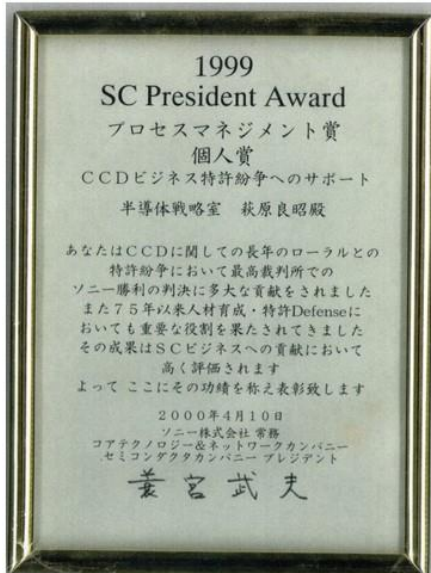 1999
SC President Award
プロセスマネジメント賞
個人賞
CCDビジネス特許紛争へのサポート
半導体戦略室　萩原良昭殿
あなたはCCDに関しての長年のローラルとの
特許紛争において最高裁判所での
ソニー勝利の判決に多大な貢献をされました
また75年以来人材育成・特許Defenseに
おいても重要な役割を果たされてきました
その成果はSCビジネスへの貢献において
高く評価されます
よって ここにその功績を称え表彰致します
2000年4月10日
ソニー株式会社 常務
コアテクノロジー&ネットワークカンパニー
セミコンダクタカンパニー プレジデント
蓑宮武夫